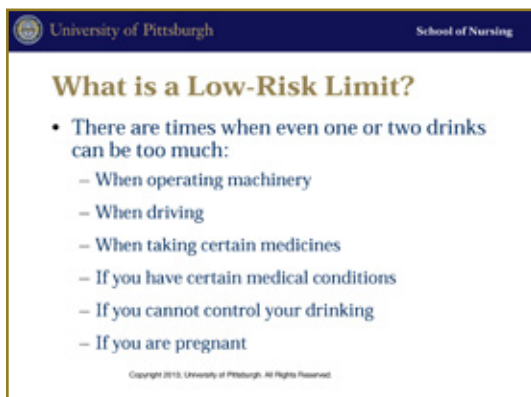 University of Pittsburgh
School of Nursing
What is a Low-Risk Limit?
• There are times when even one or two drinks
can be too much:
– When operating machinery
– When driving
– When taking certain medicines
– If you have certain medical conditions
– If you cannot control your drinking
– If you are pregnant
Copyright 2013, University of Pittsburgh. All Rights Reserved.